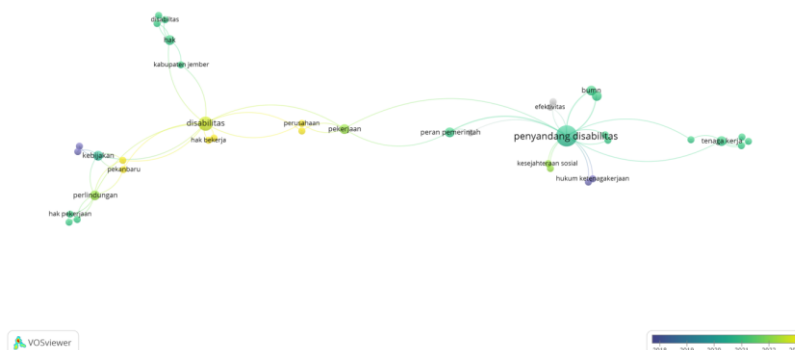 disabilitas
hak
kabupaten jember
disabilitas
hak bekerja
perusahaan
pekerjaan
peran pemerintah
efektivitas
bumn
penyandang disabilitas
tenaga kerja
kesejahteraan sosial
hukum ketenagakerjaan
kebijakan
pekanbaru
perlindungan
hak pekerjaan
VOSviewer
2018 2019 2020 2021 2022